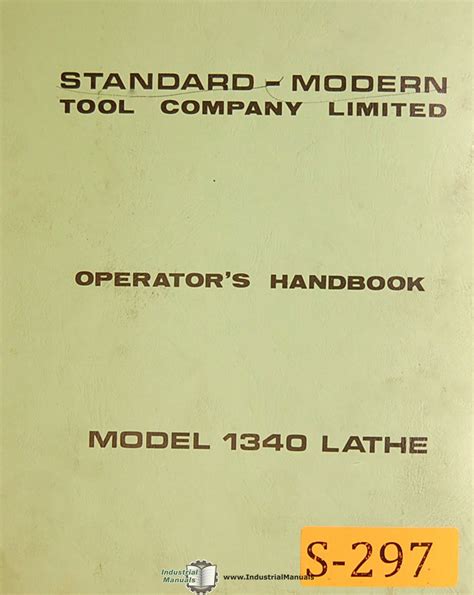 STANDARD – MODERN
TOOL COMPANY LIMITED
OPERATOR'S HANDBOOK
MODEL 1340 LATHE
Industrial
Manuals
www.IndustrialManuals
S-297